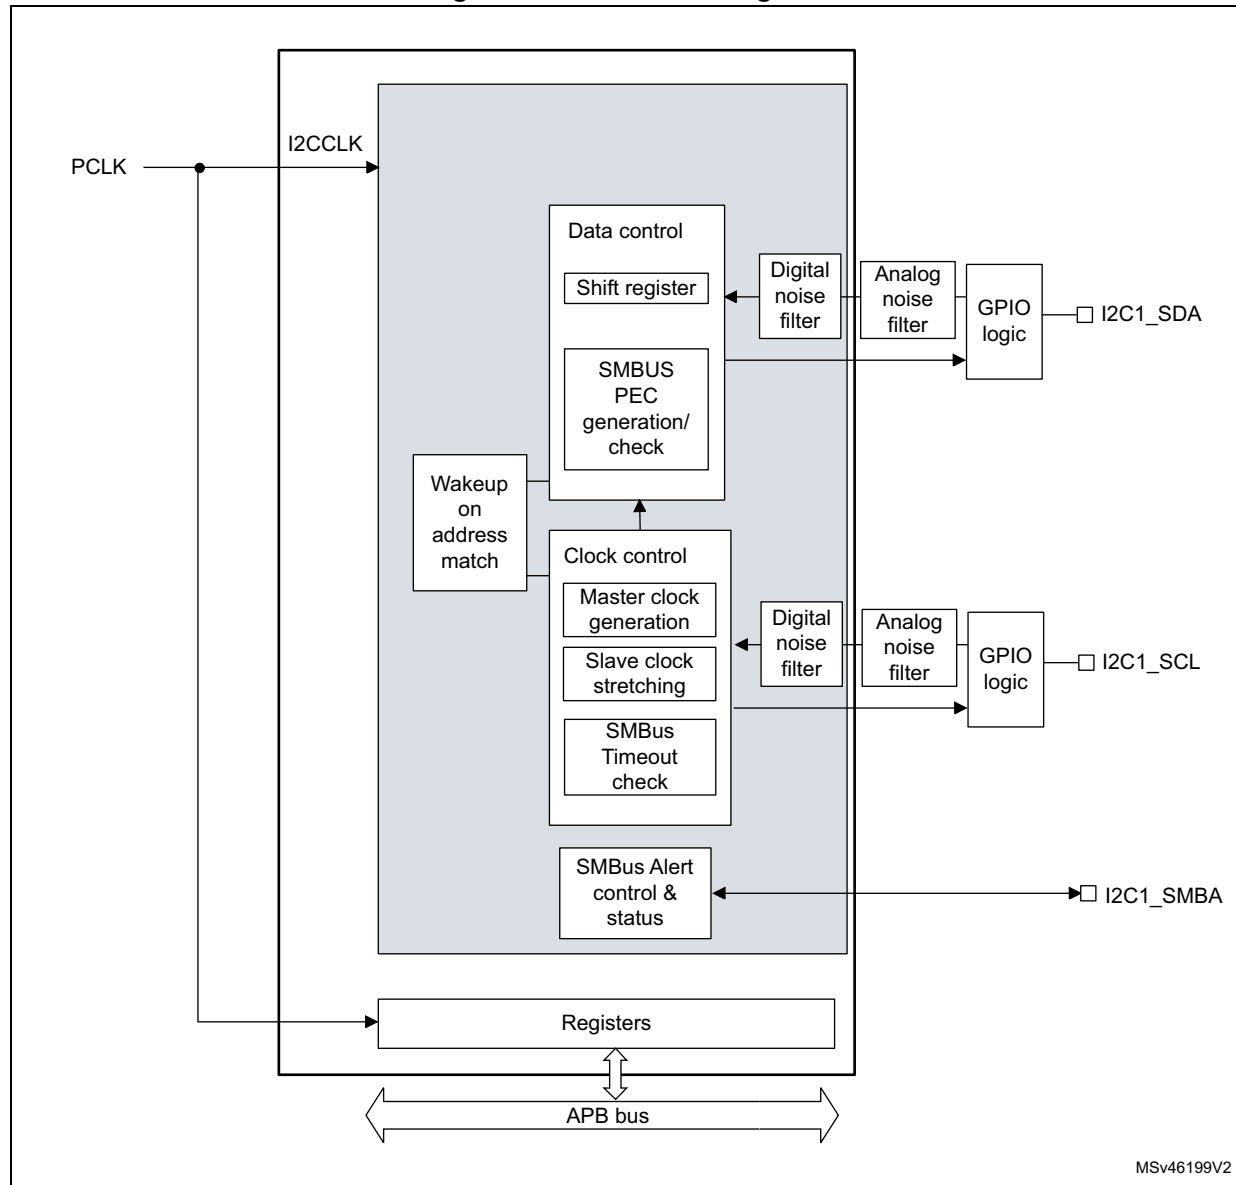 I2CCLK
PCLK
Data control
Shift register
SMBUS
PEC
generation/
check
Digital
noise
filter
Analog
noise
filter
GPIO
logic
I2C1_SDA
Wakeup
on
address
match
Clock control
Master clock
generation
Slave clock
stretching
SMBus
Timeout
check
Digital
noise
filter
Analog
noise
filter
GPIO
logic
I2C1_SCL
SMBus Alert
control &
status
I2C1_SMBA
Registers
APB bus
MSv46199V2